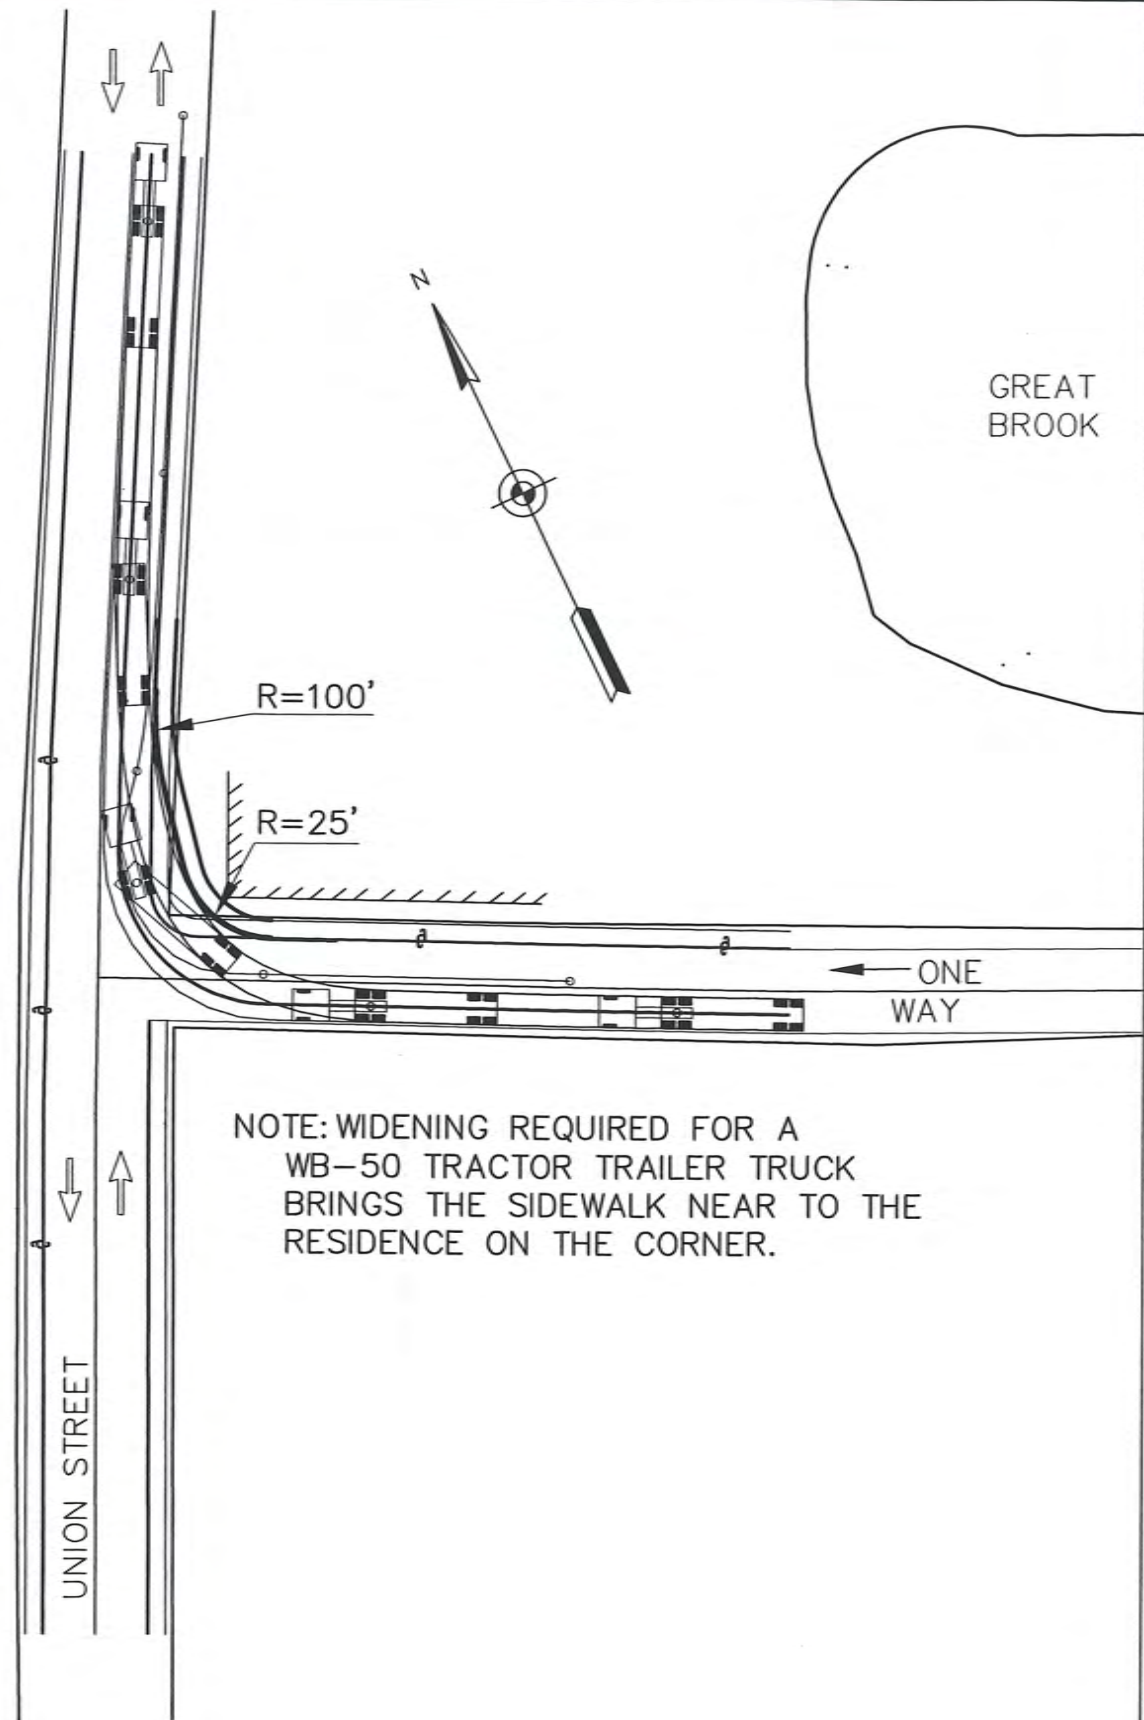 N
GREAT
BROOK
R=100'
R=25'
ONE
WAY
NOTE: WIDENING REQUIRED FOR A
WB-50 TRACTOR TRAILER TRUCK
BRINGS THE SIDEWALK NEAR TO THE
RESIDENCE ON THE CORNER.
UNION STREET